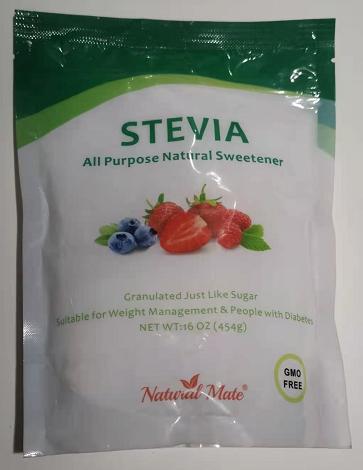 STEVIA
All Purpose Natural Sweetener
Granulated Just Like Sugar
Suitable for Weight Management & People with Diabetes
NET WT:16 OZ (454g)
GMO
FREE
Natural Mate®